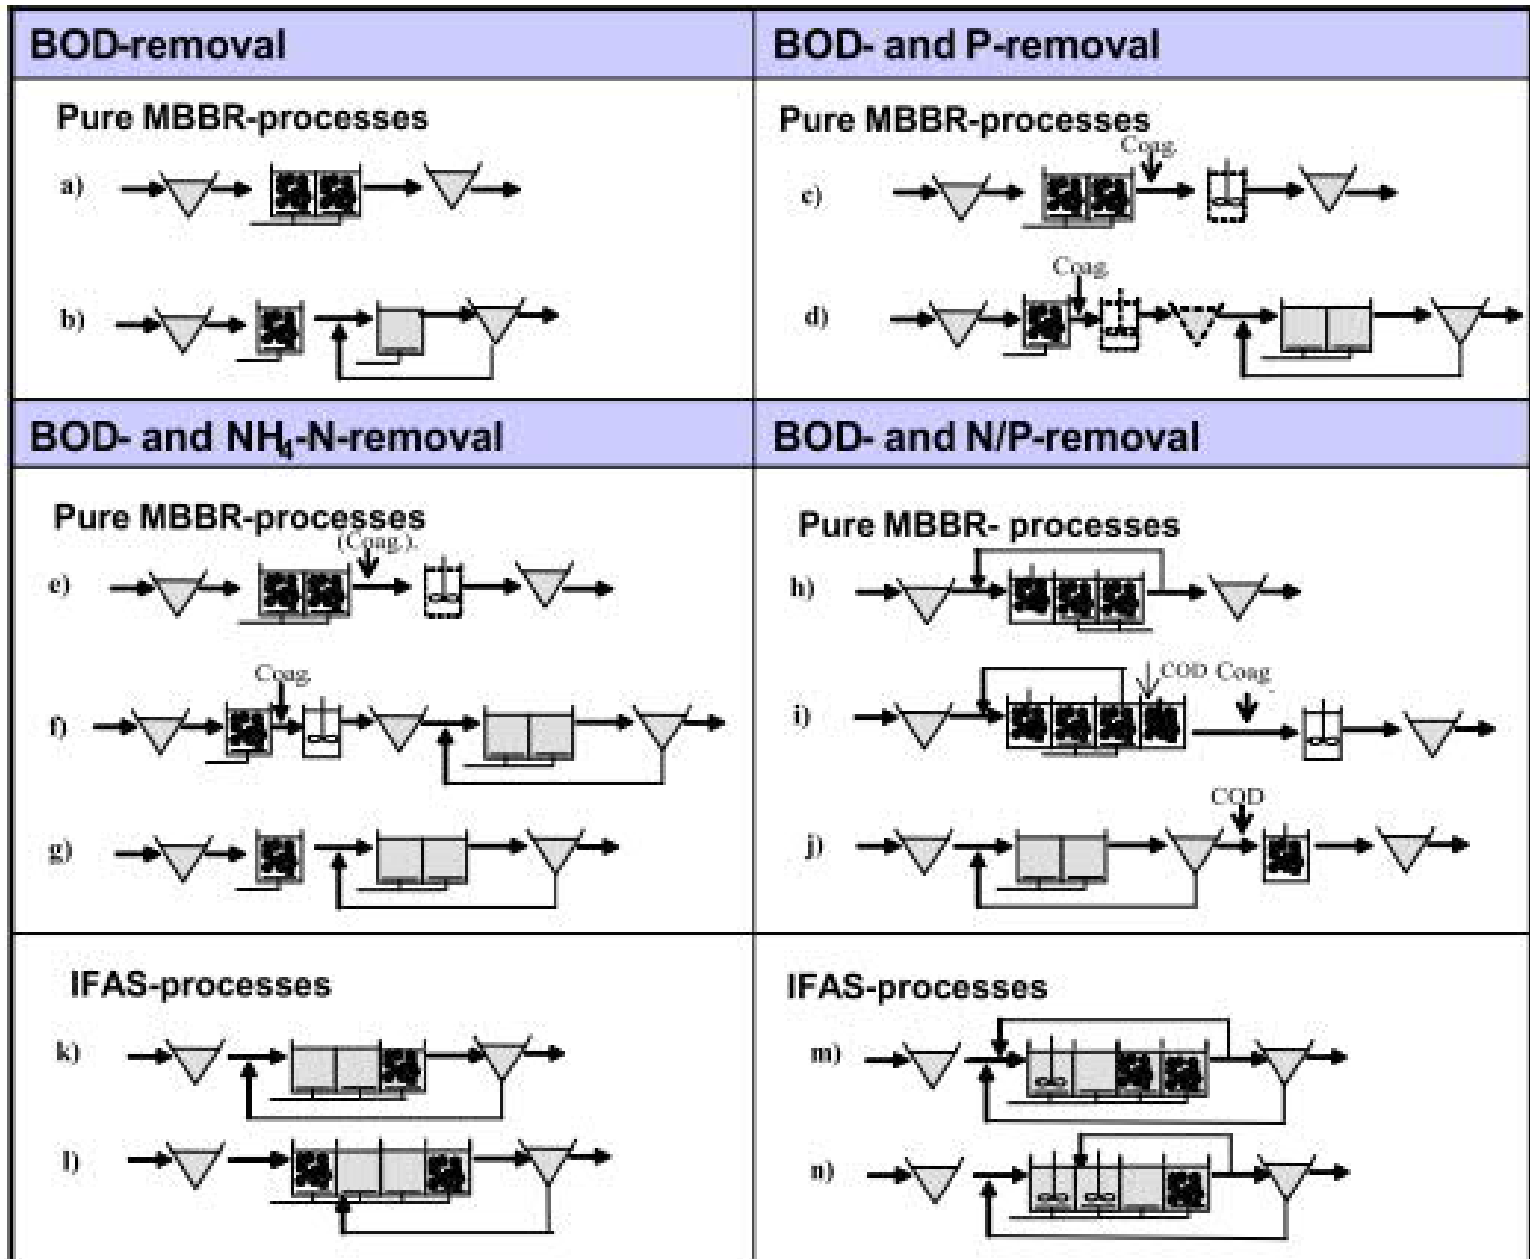 BOD-removal
Pure MBBR-processes
a)
b)
BOD- and P-removal
Pure MBBR-processes
Coag.
c)
Coag.
d)
BOD- and NH4-N-removal
Pure MBBR-processes
(Coag.).
e)
Coag.
f)
g)
BOD- and N/P-removal
Pure MBBR- processes
h)
COD Coag
i)
COD
j)
IFAS-processes
k)
l)
IFAS-processes
m)
n)